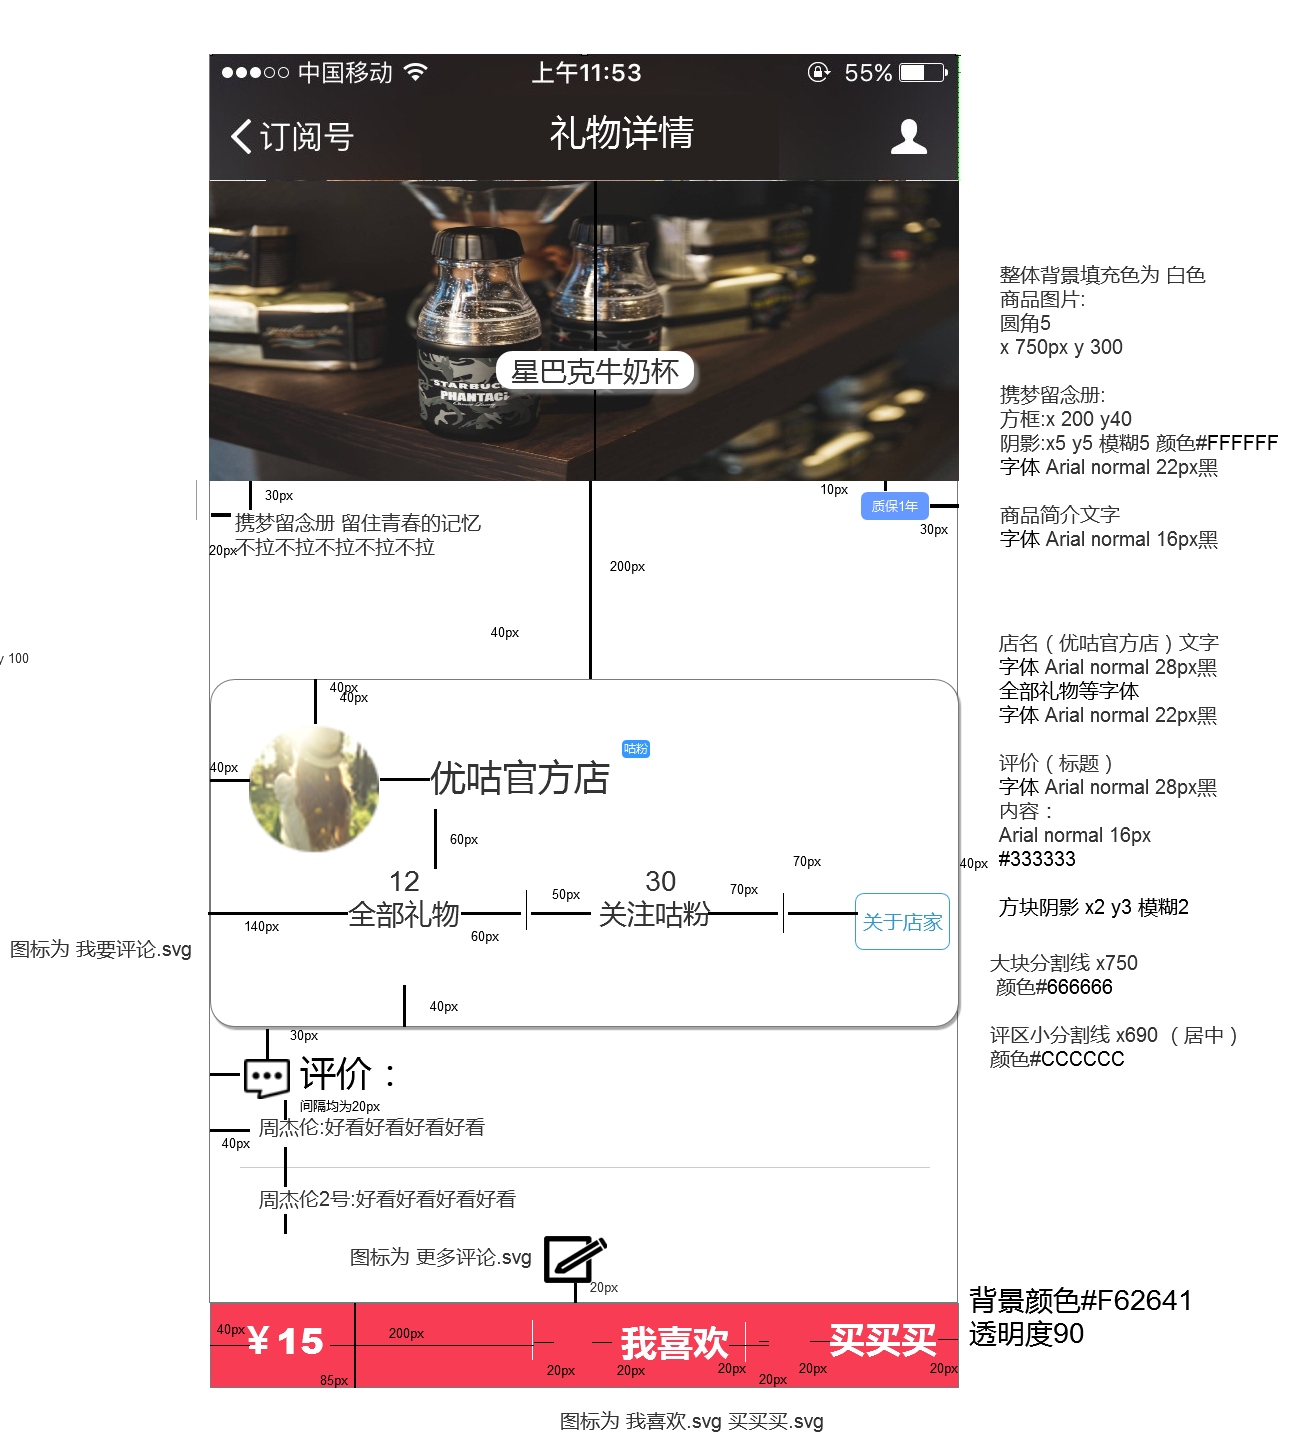 中国移动 上午11:53 55%
订阅号 礼物详情
STARBUCKS
PHANTACi
星巴克牛奶杯
整体背景填充色为 白色
商品图片:
圆角5
x 750px y 300
携梦留念册:
方框:x 200 y40
阴影:x5 y5 模糊5 颜色#FFFFFF
字体 Arial normal 22px黑
商品简介文字
字体 Arial normal 16px黑
30px
10px
质保1年
30px
携梦留念册 留住青春的记忆
20px
不拉不拉不拉不拉不拉
200px
40px
y 100
店名（优咕官方店）文字
字体 Arial normal 28px黑
全部礼物等字体
字体 Arial normal 22px黑
评价（标题）
字体 Arial normal 28px黑
内容：
Arial normal 16px
#333333
方块阴影 x2 y3 模糊2
大块分割线 x750
颜色#666666
评区小分割线 x690 （居中）
颜色#CCCCCC
40px
40px
40px
优咕官方店
咕粉
60px
70px
40px
12
全部礼物
30
关注咕粉
50px
70px
140px
60px
关于店家
图标为 我要评论.svg
40px
30px
评价：
间隔均为20px
周杰伦:好看好看好看好看
40px
周杰伦2号:好看好看好看好看
图标为 更多评论.svg
20px
背景颜色#F62641
透明度90
40px
¥ 15
200px
85px
20px
我喜欢
20px
20px
20px
买买买
20px
20px
图标为 我喜欢.svg 买买买.svg